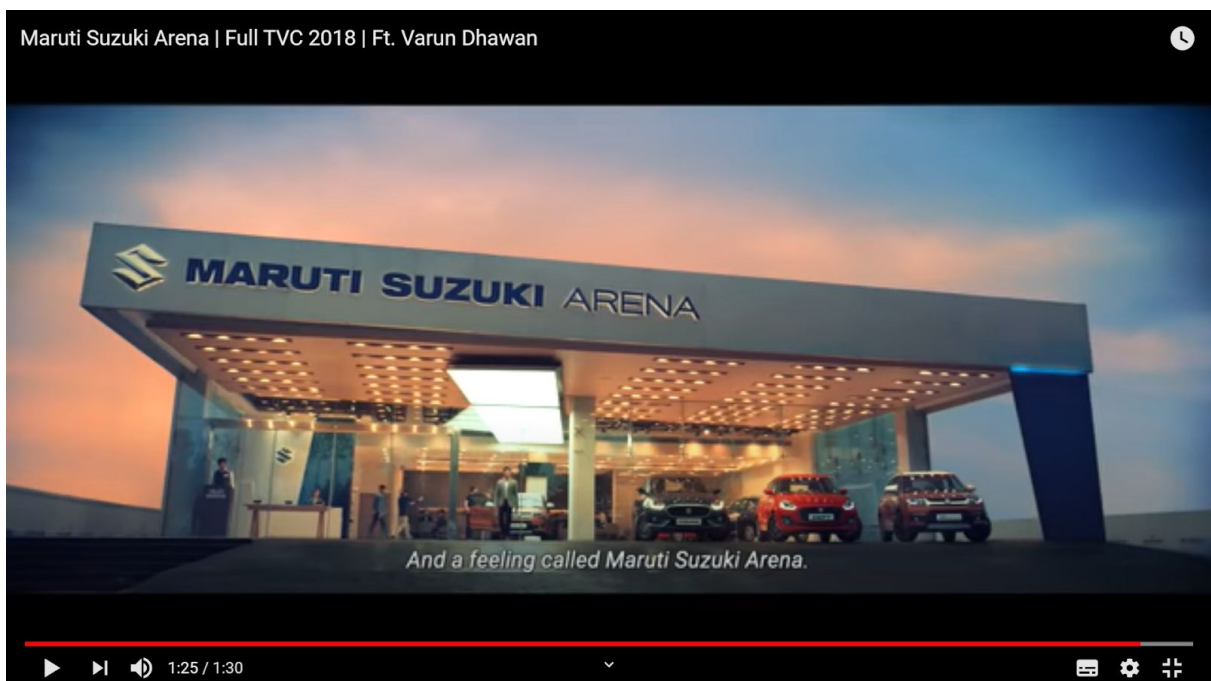 Maruti Suzuki Arena | Full TVC 2018 | Ft. Varun Dhawan
MARUTI SUZUKI ARENA
And a feeling called Maruti Suzuki Arena.
1:25 / 1:30